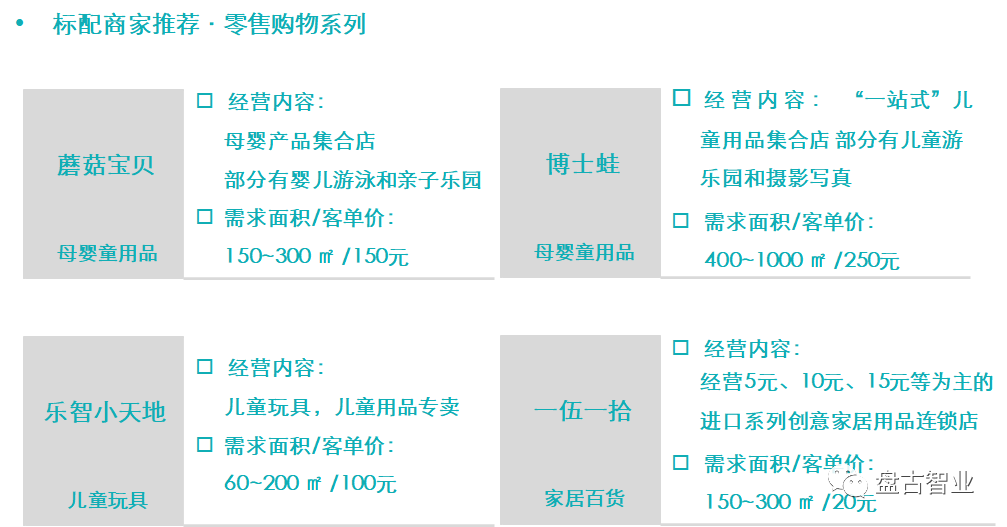 • 标配商家推荐·零售购物系列
蘑菇宝贝
母婴童用品
□ 经营内容：
母婴产品集合店
部分有婴儿游泳和亲子乐园
□ 需求面积/客单价：
150~300 ㎡ /150元
博士蛙
母婴童用品
□ 经营内容： “一站式”儿
童用品集合店 部分有儿童游
乐园和摄影写真
□ 需求面积/客单价：
400~1000 ㎡ /250元
乐智小天地
儿童玩具
□ 经营内容：
儿童玩具，儿童用品专卖
□ 需求面积/客单价：
60~200 ㎡ /100元
一伍一拾
家居百货
□ 经营内容：
经营5元、10元、15元等为主的
进口系列创意家居用品连锁店
□ 需求面积/客单价：
150~300 ㎡ /20元
盘古智业